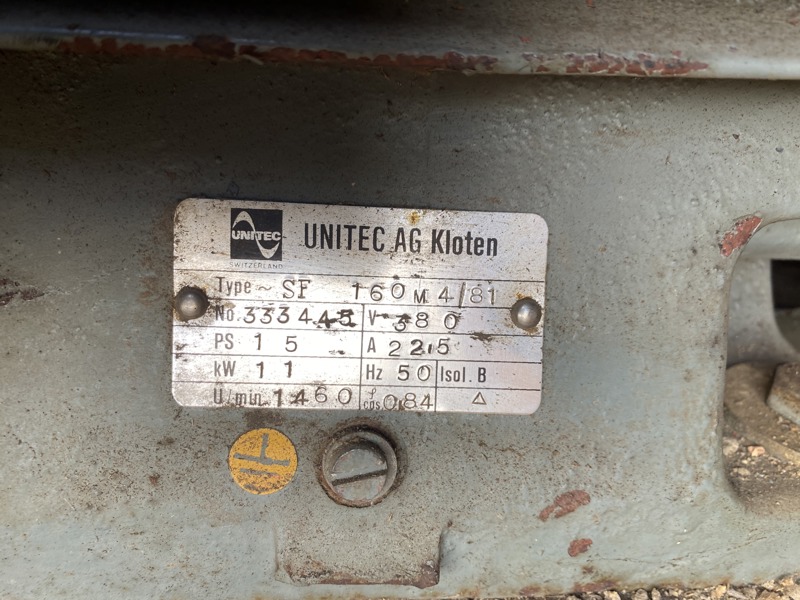 UNITEC
SWITZERLAND
UNITEC AG Kloten
Type ~ SF 160 M 4/81
No. 333445 V 380
PS 15 A 22.5
kW 11 Hz 50 Isol. B
U/min. 1460 cos φ 0.84 △